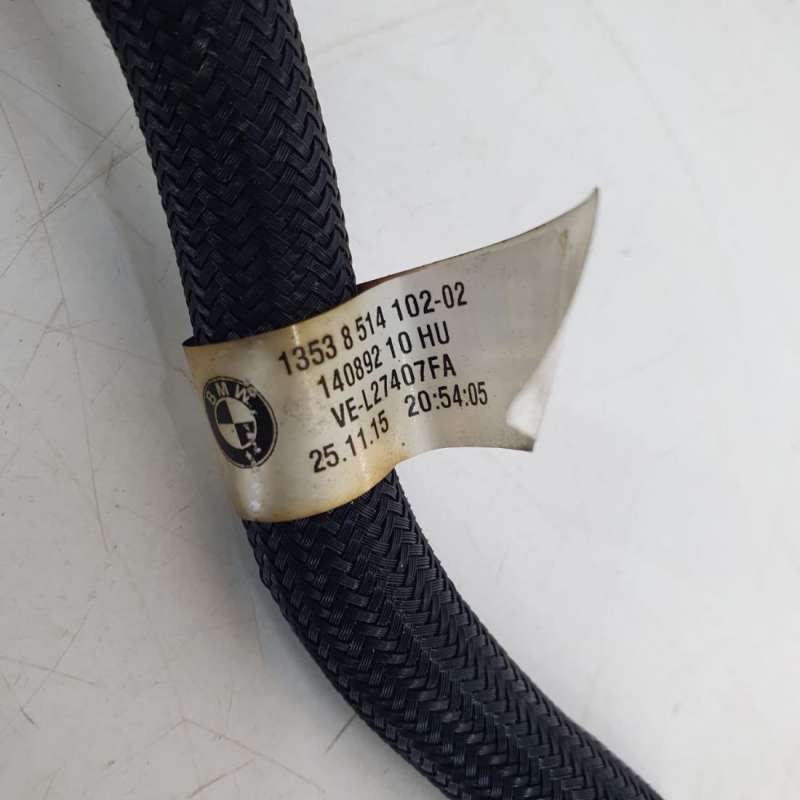 BMW
1353 8 514 102-02
140892 10 HU
VE-L27407FA
25.11.15 20:54:05